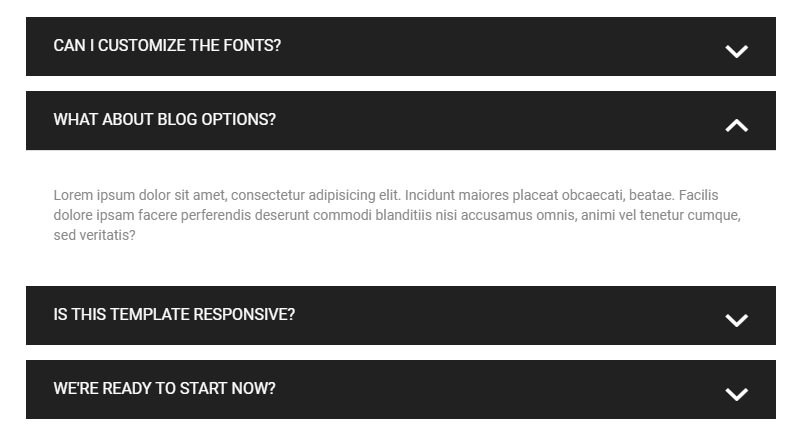 CAN I CUSTOMIZE THE FONTS?
WHAT ABOUT BLOG OPTIONS?
Lorem ipsum dolor sit amet, consectetur adipisicing elit. Incidunt maiores placeat obcaecati, beatae. Facilis
dolore ipsam facere perferendis deserunt commodi blanditiis nisi accusamus omnis, animi vel tenetur cumque,
sed veritatis?
IS THIS TEMPLATE RESPONSIVE?
WE'RE READY TO START NOW?